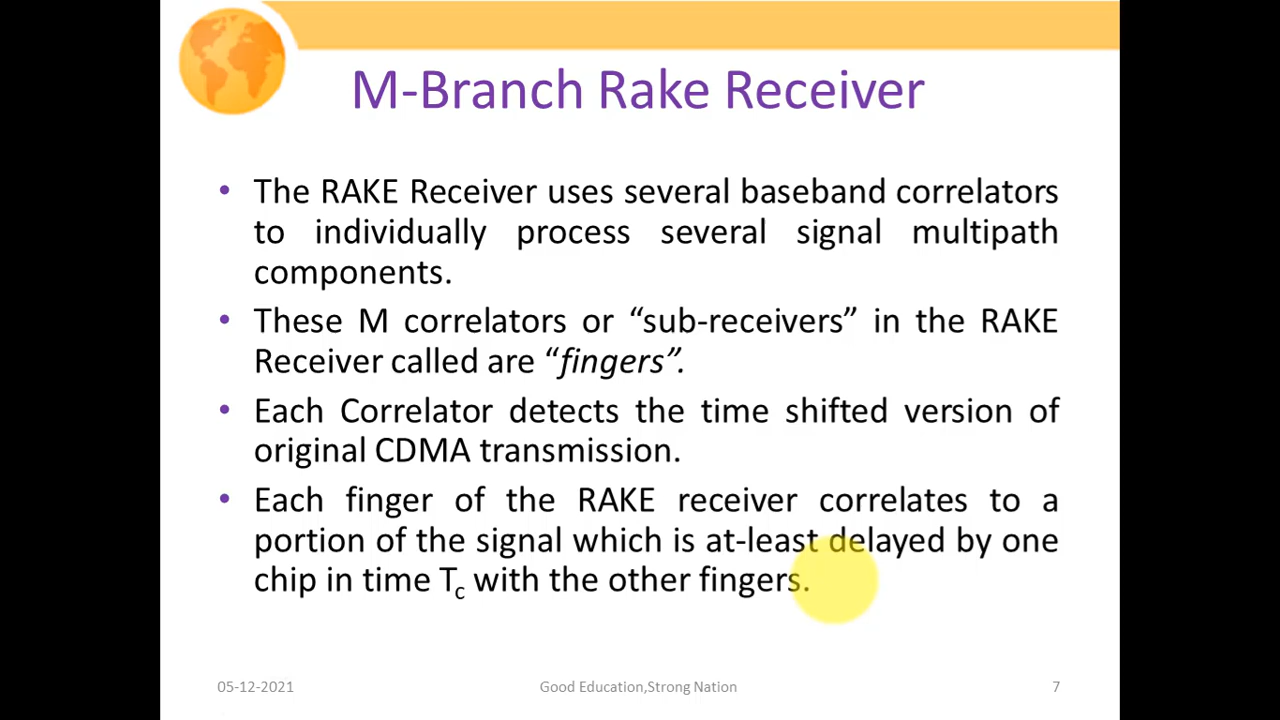 M-Branch Rake Receiver
• The RAKE Receiver uses several baseband correlators
to individually process several signal multipath
components.
• These M correlators or “sub-receivers” in the RAKE
Receiver called are “fingers”.
• Each Correlator detects the time shifted version of
original CDMA transmission.
• Each finger of the RAKE receiver correlates to a
portion of the signal which is at-least delayed by one
chip in time Tc with the other fingers.
05-12-2021
Good Education,Strong Nation
7